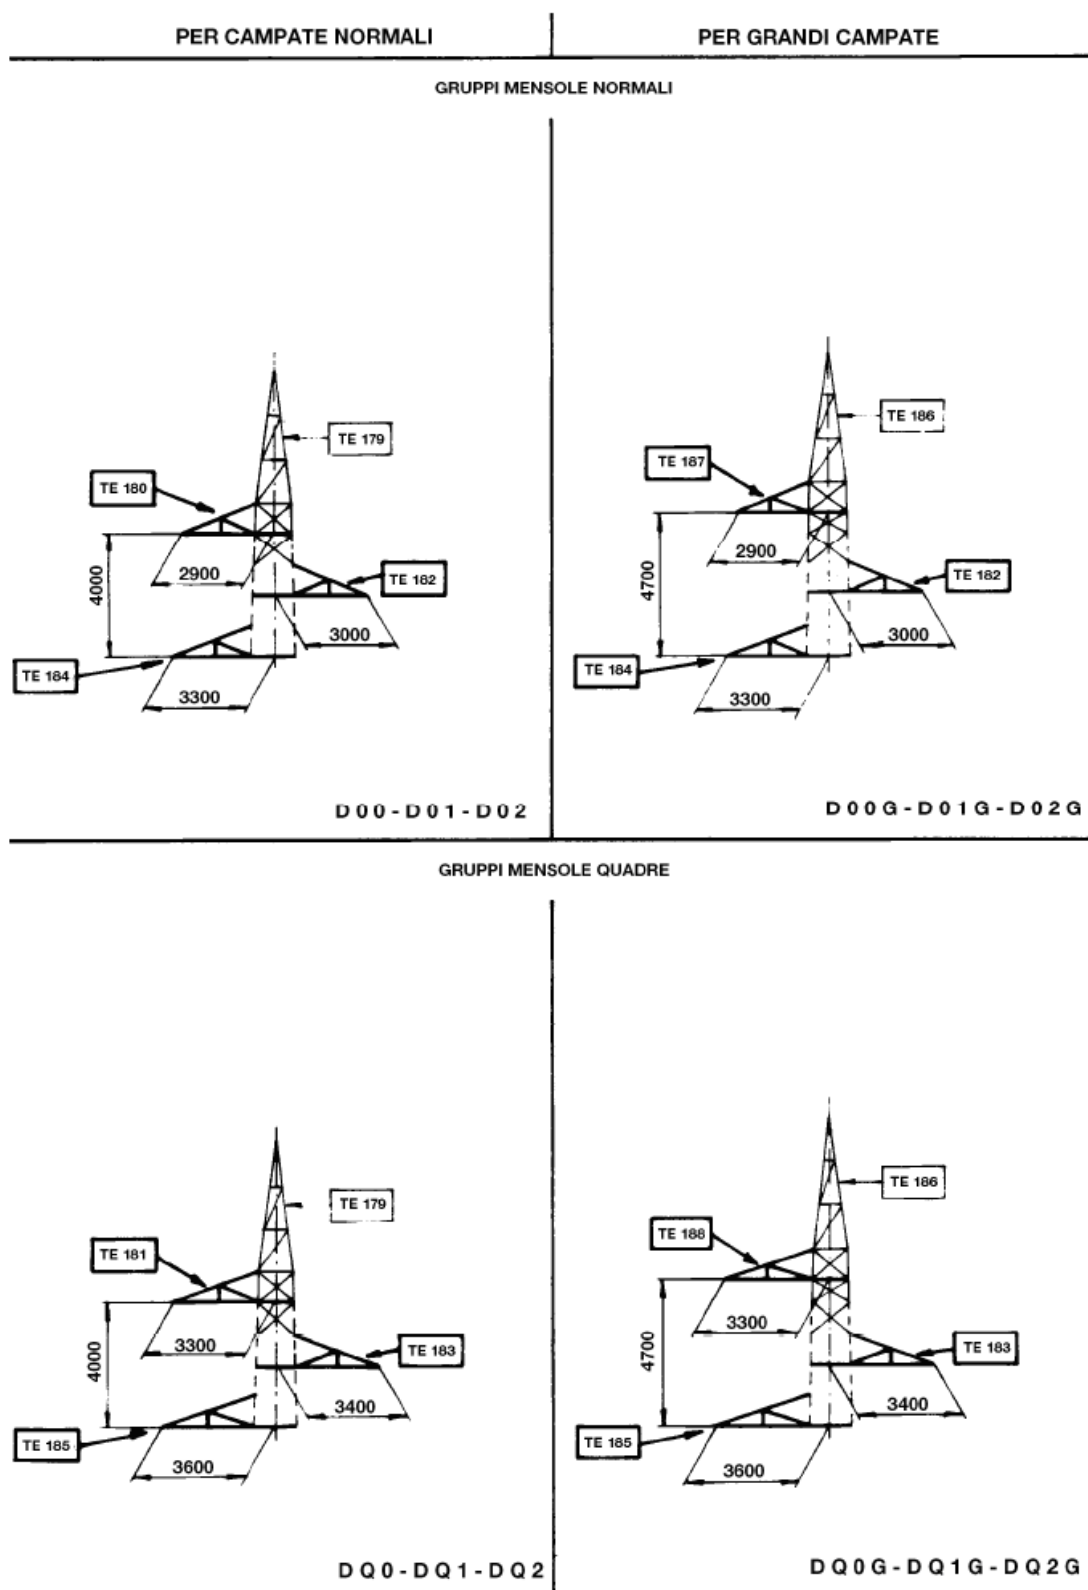 PER CAMPATE NORMALI
PER GRANDI CAMPATE
GRUPPI MENSOLE NORMALI
TE 179
TE 180
4000
2900
TE 182
3000
TE 184
3300
D00-D01-D02
TE 186
TE 187
4700
2900
TE 182
3000
TE 184
3300
D00G-D01G-D02G
GRUPPI MENSOLE QUADRE
TE 179
TE 181
4000
3300
TE 183
3400
TE 185
3600
DQ0-DQ1-DQ2
TE 186
TE 188
4700
3300
TE 183
3400
TE 185
3600
DQ0G-DQ1G-DQ2G